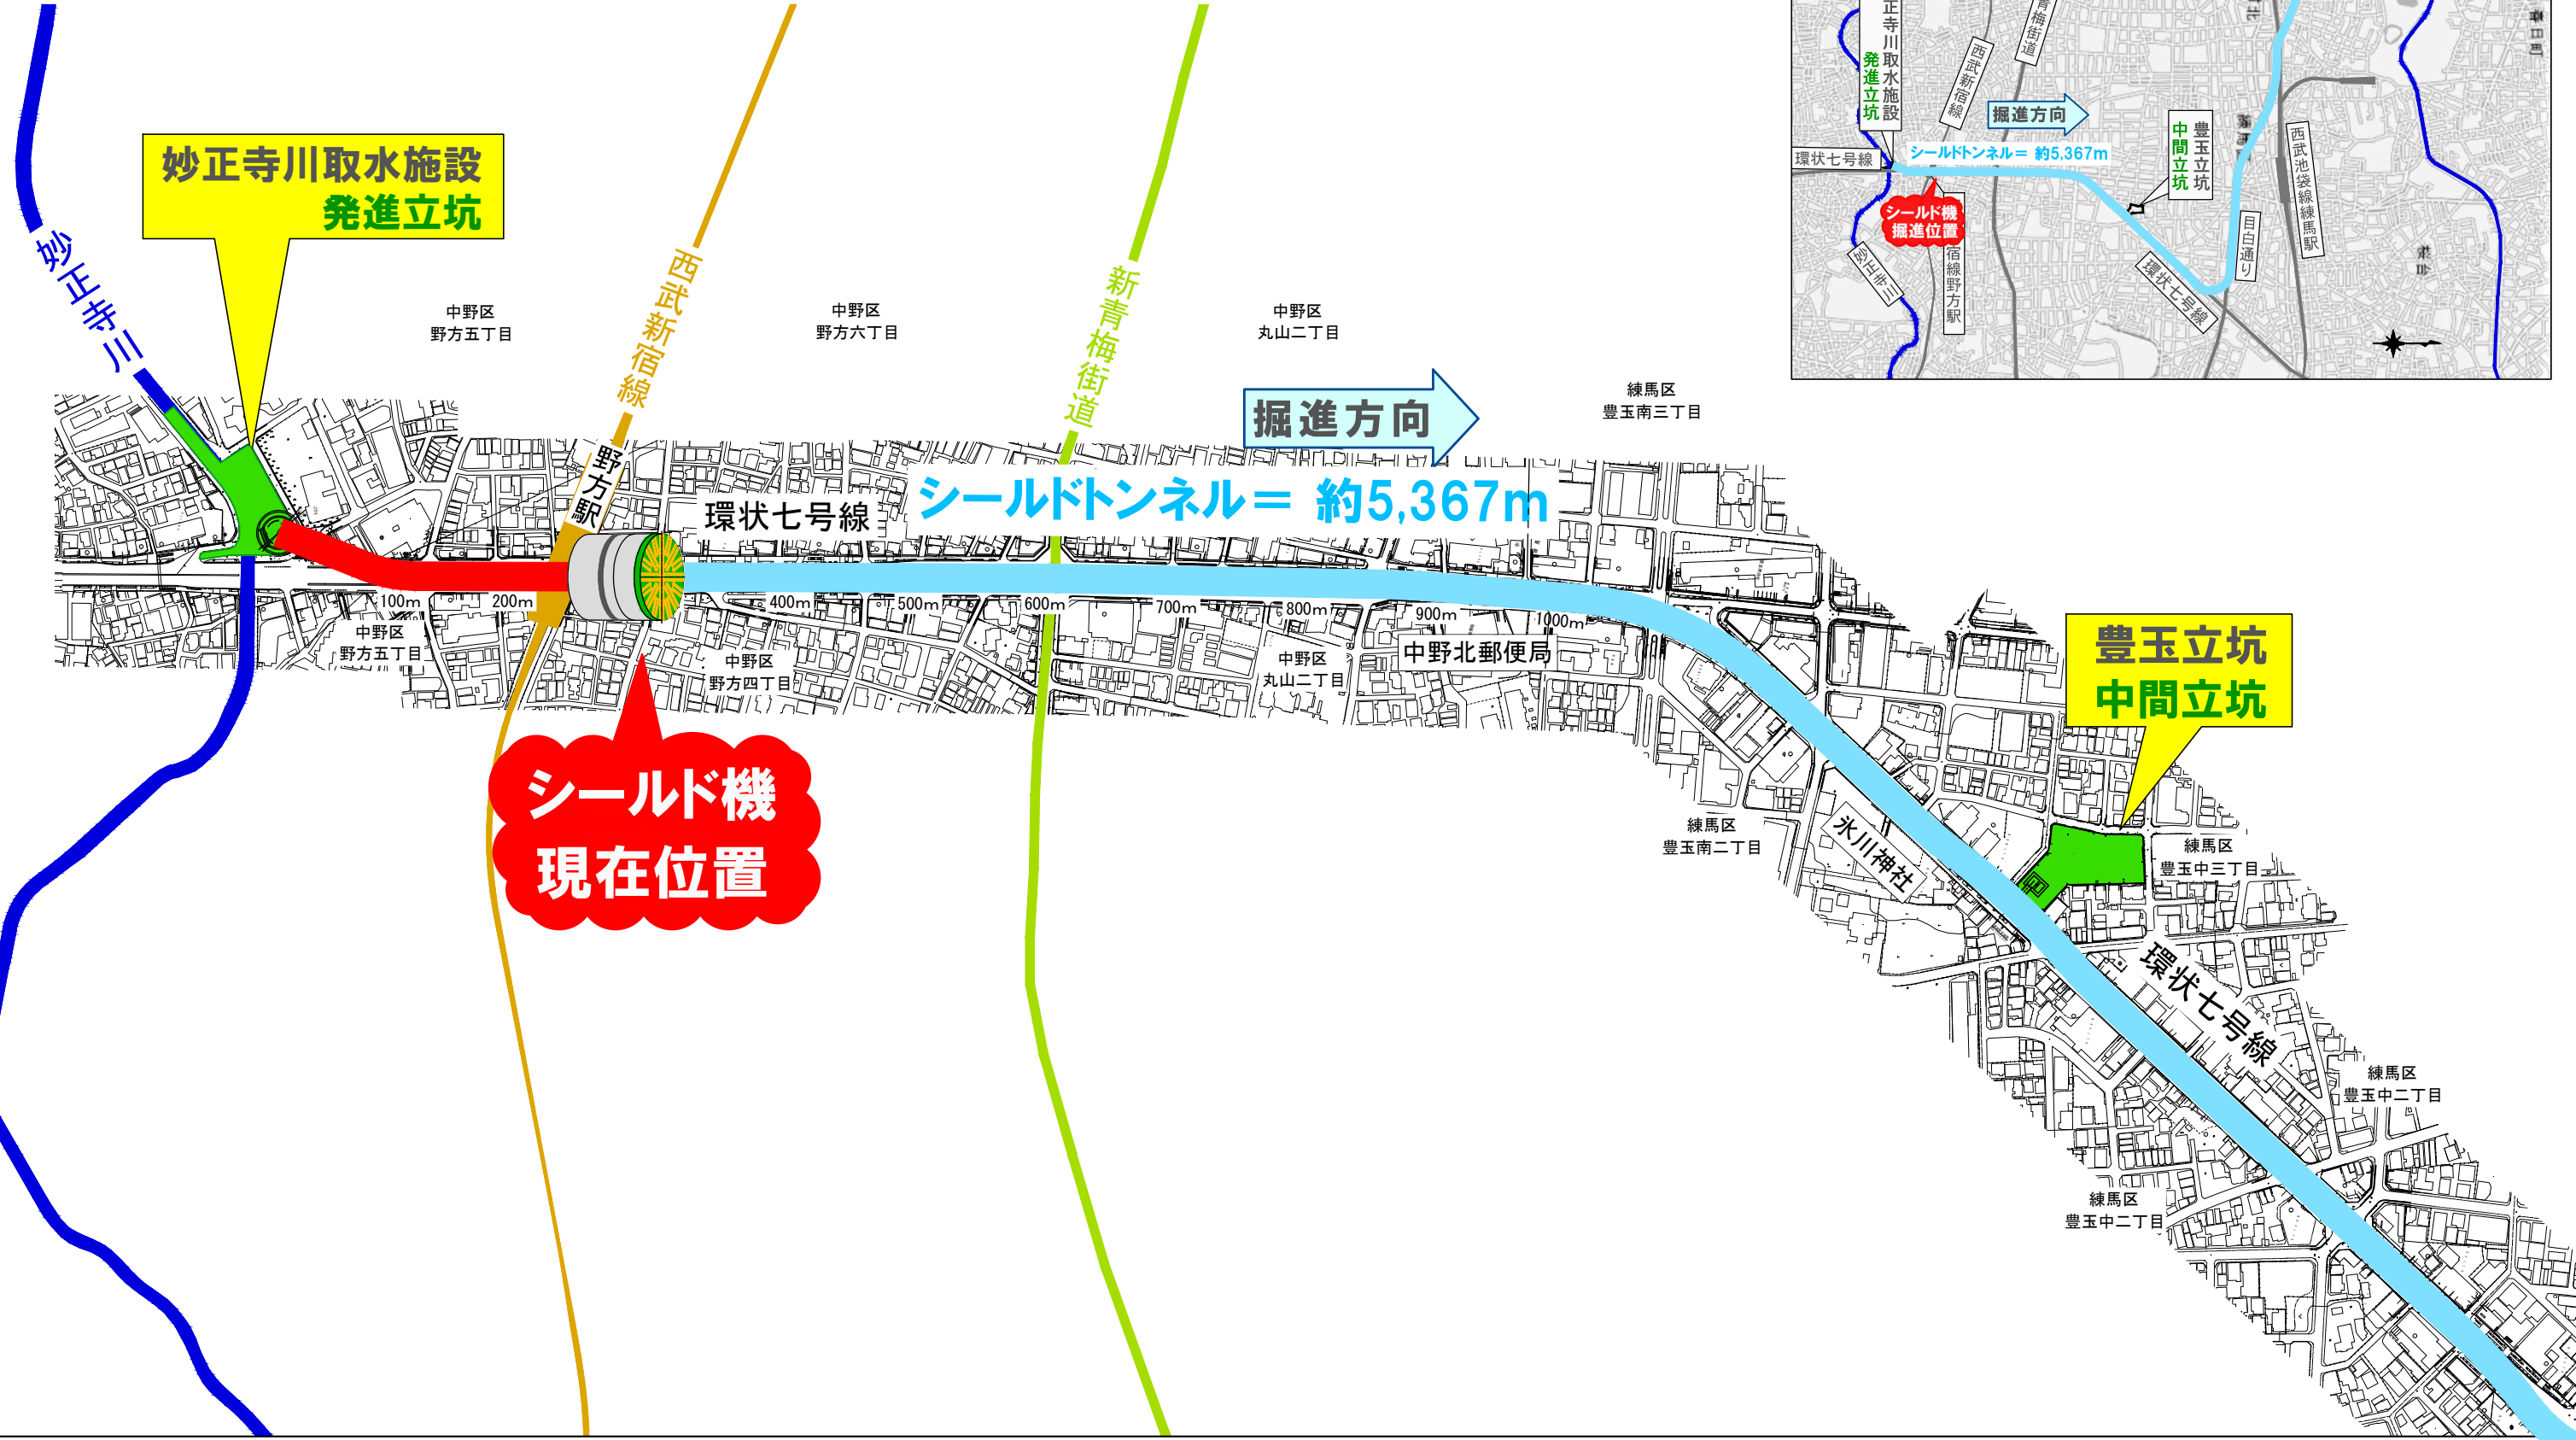 妙正寺川取水施設
発進立坑
妙正寺川
西武新宿線
新青梅街道
中野区
野方五丁目
中野区
野方六丁目
中野区
丸山二丁目
練馬区
豊玉南三丁目
掘進方向
野方駅
環状七号線
シールドトンネル＝ 約5,367m
100m
200m
400m
500m
600m
700m
800m
900m
1000m
中野区
野方五丁目
中野区
野方四丁目
中野区
丸山二丁目
中野北郵便局
シールド機
現在位置
豊玉立坑
中間立坑
練馬区
豊玉南二丁目
氷川神社
練馬区
豊玉中三丁目
環状七号線
練馬区
豊玉中二丁目
練馬区
豊玉中二丁目
正寺川取水施設
発進立坑
西武新宿線
青梅街道
掘進方向
シールドトンネル＝ 約5,367m
環状七号線
シールド機
掘進位置
宿線野方駅
妙正寺川
豊玉立坑
中間立坑
西武池袋線練馬駅
目白通り
環状七号線
春日町